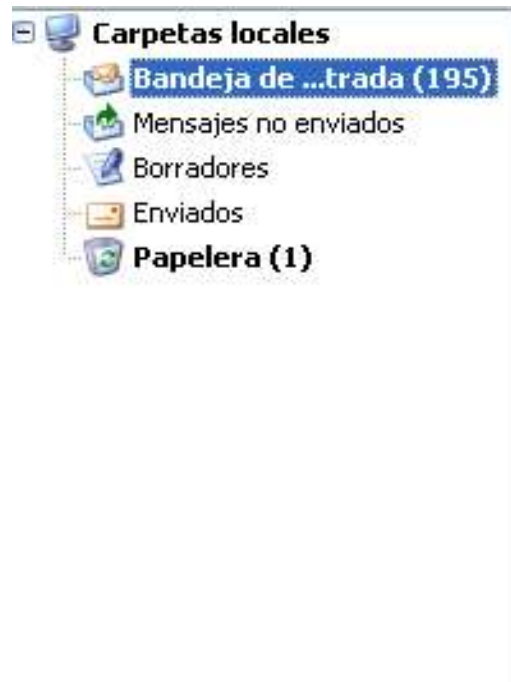 Carpetas locales
Bandeja de ...trada (195)
Mensajes no enviados
Borradores
Enviados
Papelera (1)